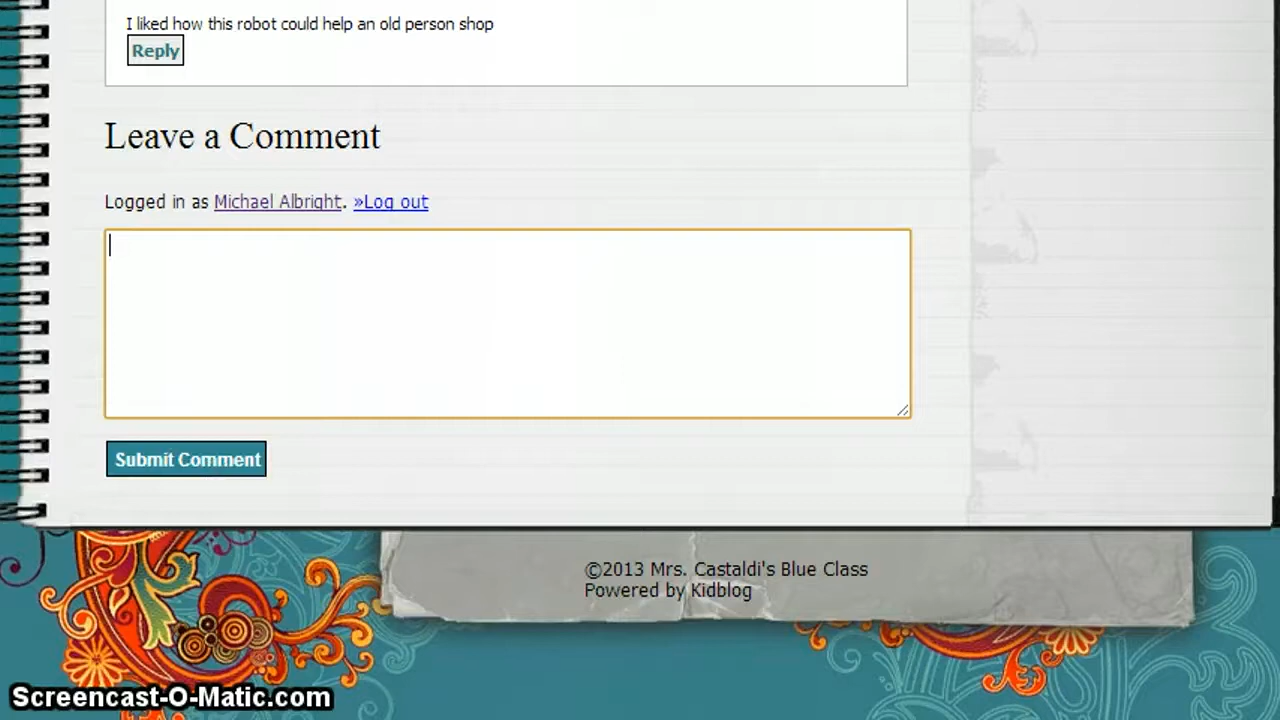 I liked how this robot could help an old person shop
Reply
Leave a Comment
Logged in as Michael Albright. »Log out
Submit Comment
©2013 Mrs. Castaldi's Blue Class
Powered by Kidblog
Screencast-O-Matic.com